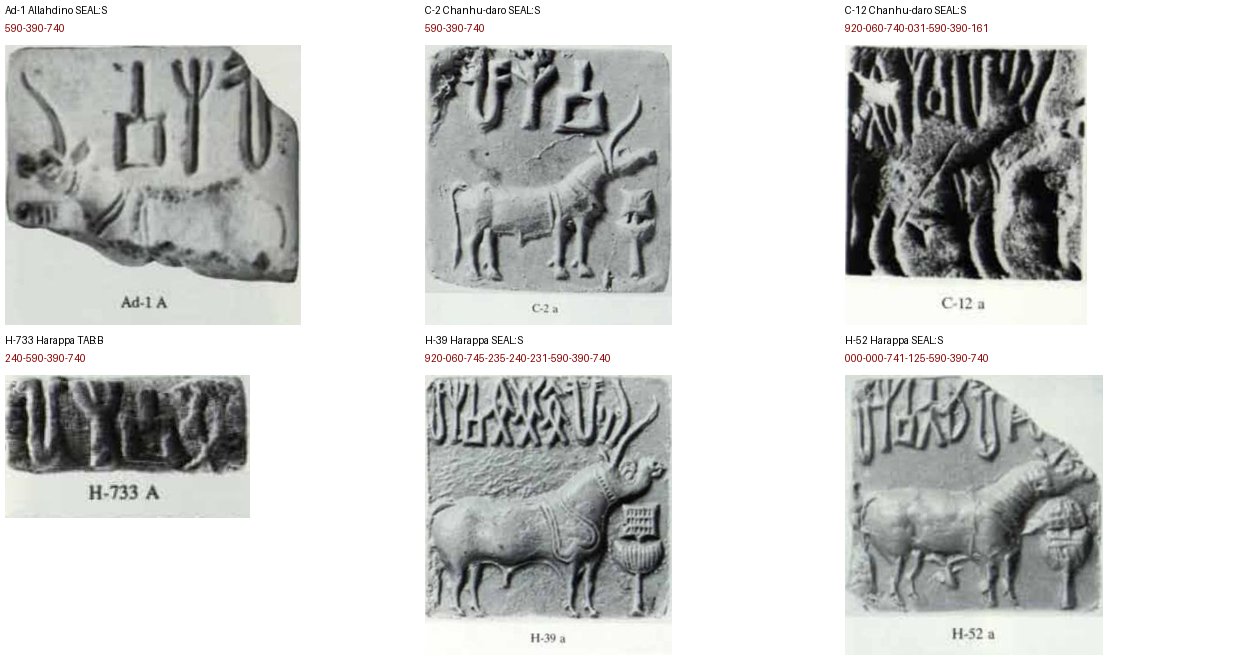 Ad-1 Allahdino SEAL:S
590-390-740
Ad-1 A
C-2 Chanhu-daro SEAL:S
590-390-740
C-2 a
C-12 Chanhu-daro SEAL:S
920-060-740-031-590-390-161
C-12 a
H-733 Harappa TAB:B
240-590-390-740
H-733 A
H-39 Harappa SEAL:S
920-060-745-235-240-231-590-390-740
H-39 a
H-52 Harappa SEAL:S
000-000-741-125-590-390-740
H-52 a